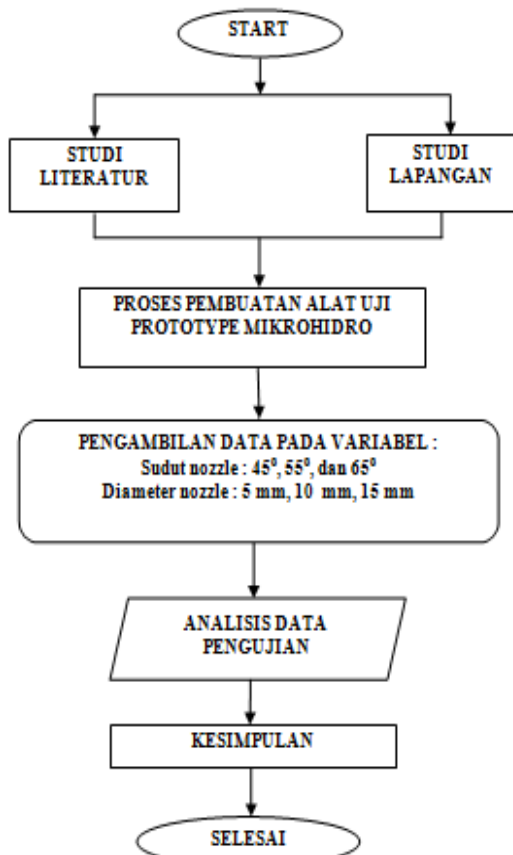 START
STUDI
LITERATUR
STUDI
LAPANGAN
PROSES PEMBUATAN ALAT UJI
PROTOTYPE MIKROHIDRO
PENGAMBILAN DATA PADA VARIABEL :
Sudut nozzle : 45⁰, 55⁰, dan 65⁰
Diameter nozzle : 5 mm, 10 mm, 15 mm
ANALISIS DATA
PENGUJIAN
KESIMPULAN
SELESAI